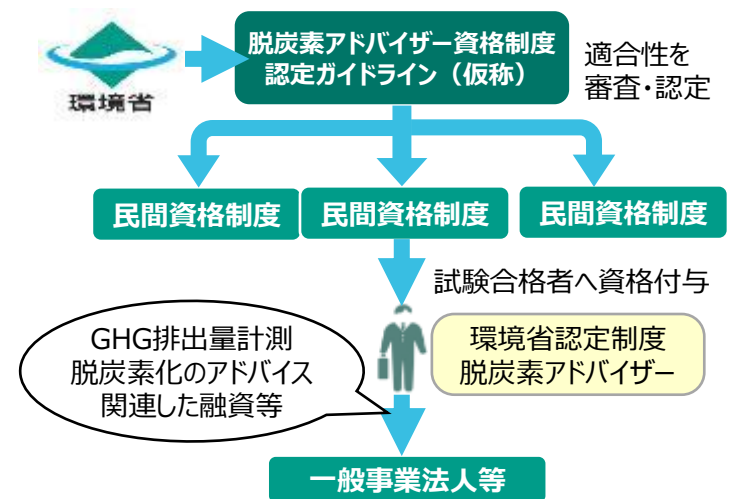 環境省
脱炭素アドバイザー資格制度
認定ガイドライン（仮称）
適合性を
審査・認定
民間資格制度
民間資格制度
民間資格制度
試験合格者へ資格付与
GHG排出量計測
脱炭素化のアドバイス
関連した融資等
環境省認定制度
脱炭素アドバイザー
一般事業法人等